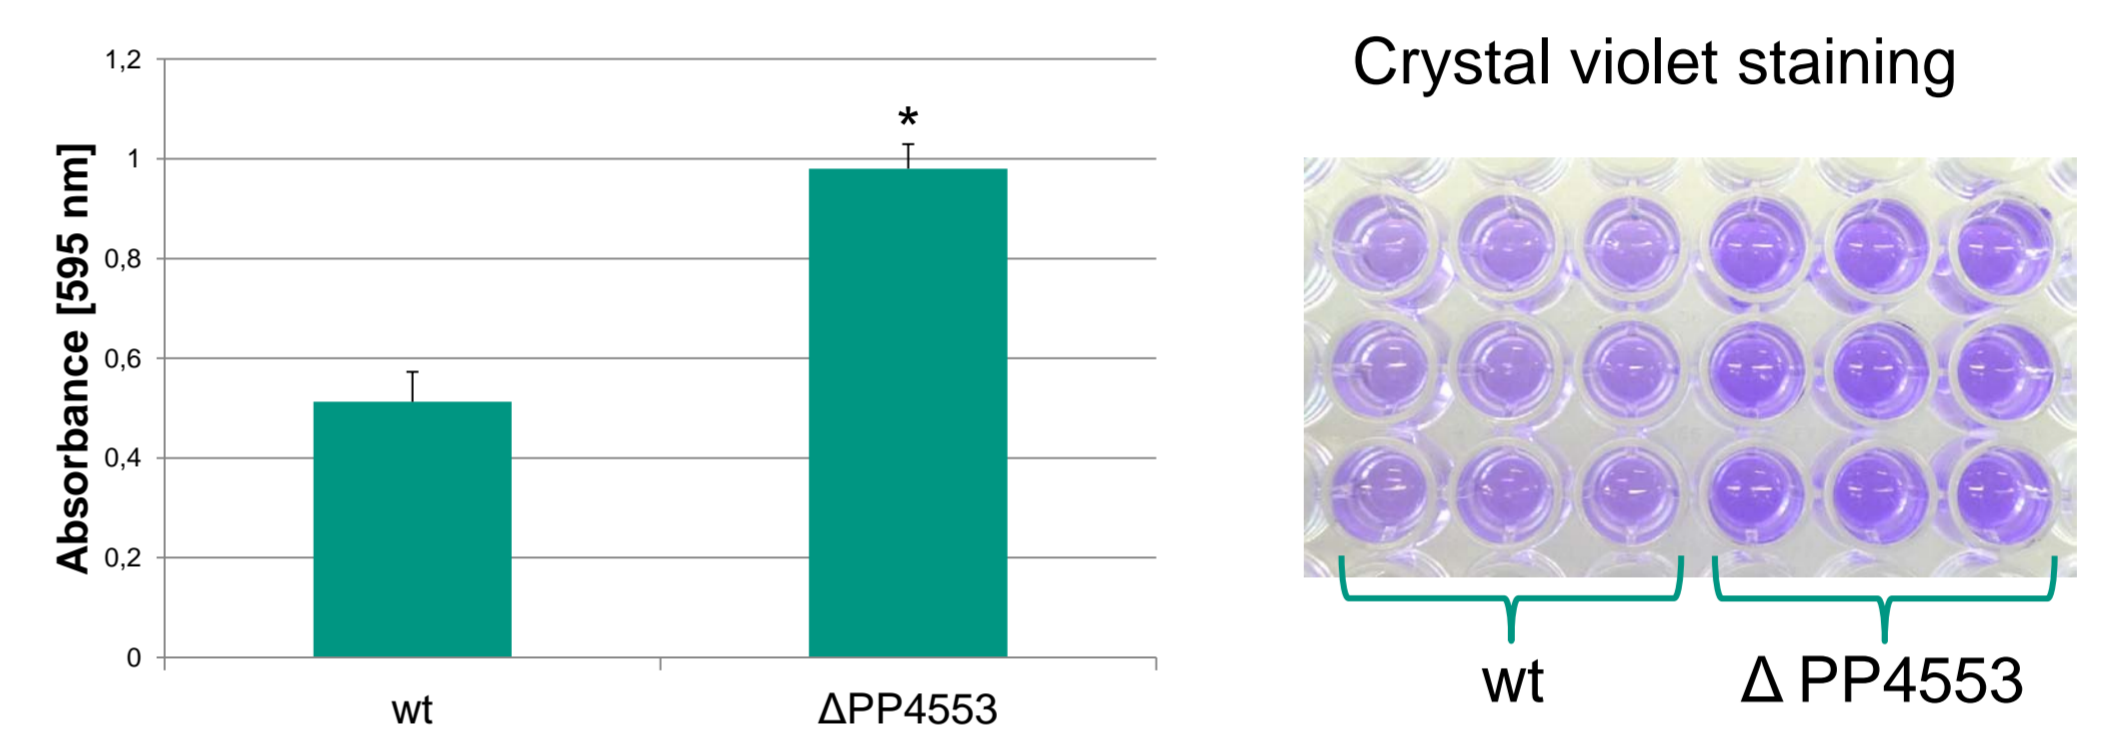 1,2
1
0,8
0,6
0,4
0,2
0
Absorbance [595 nm]
*
wt
ΔPP4553
Crystal violet staining
wt
Δ PP4553